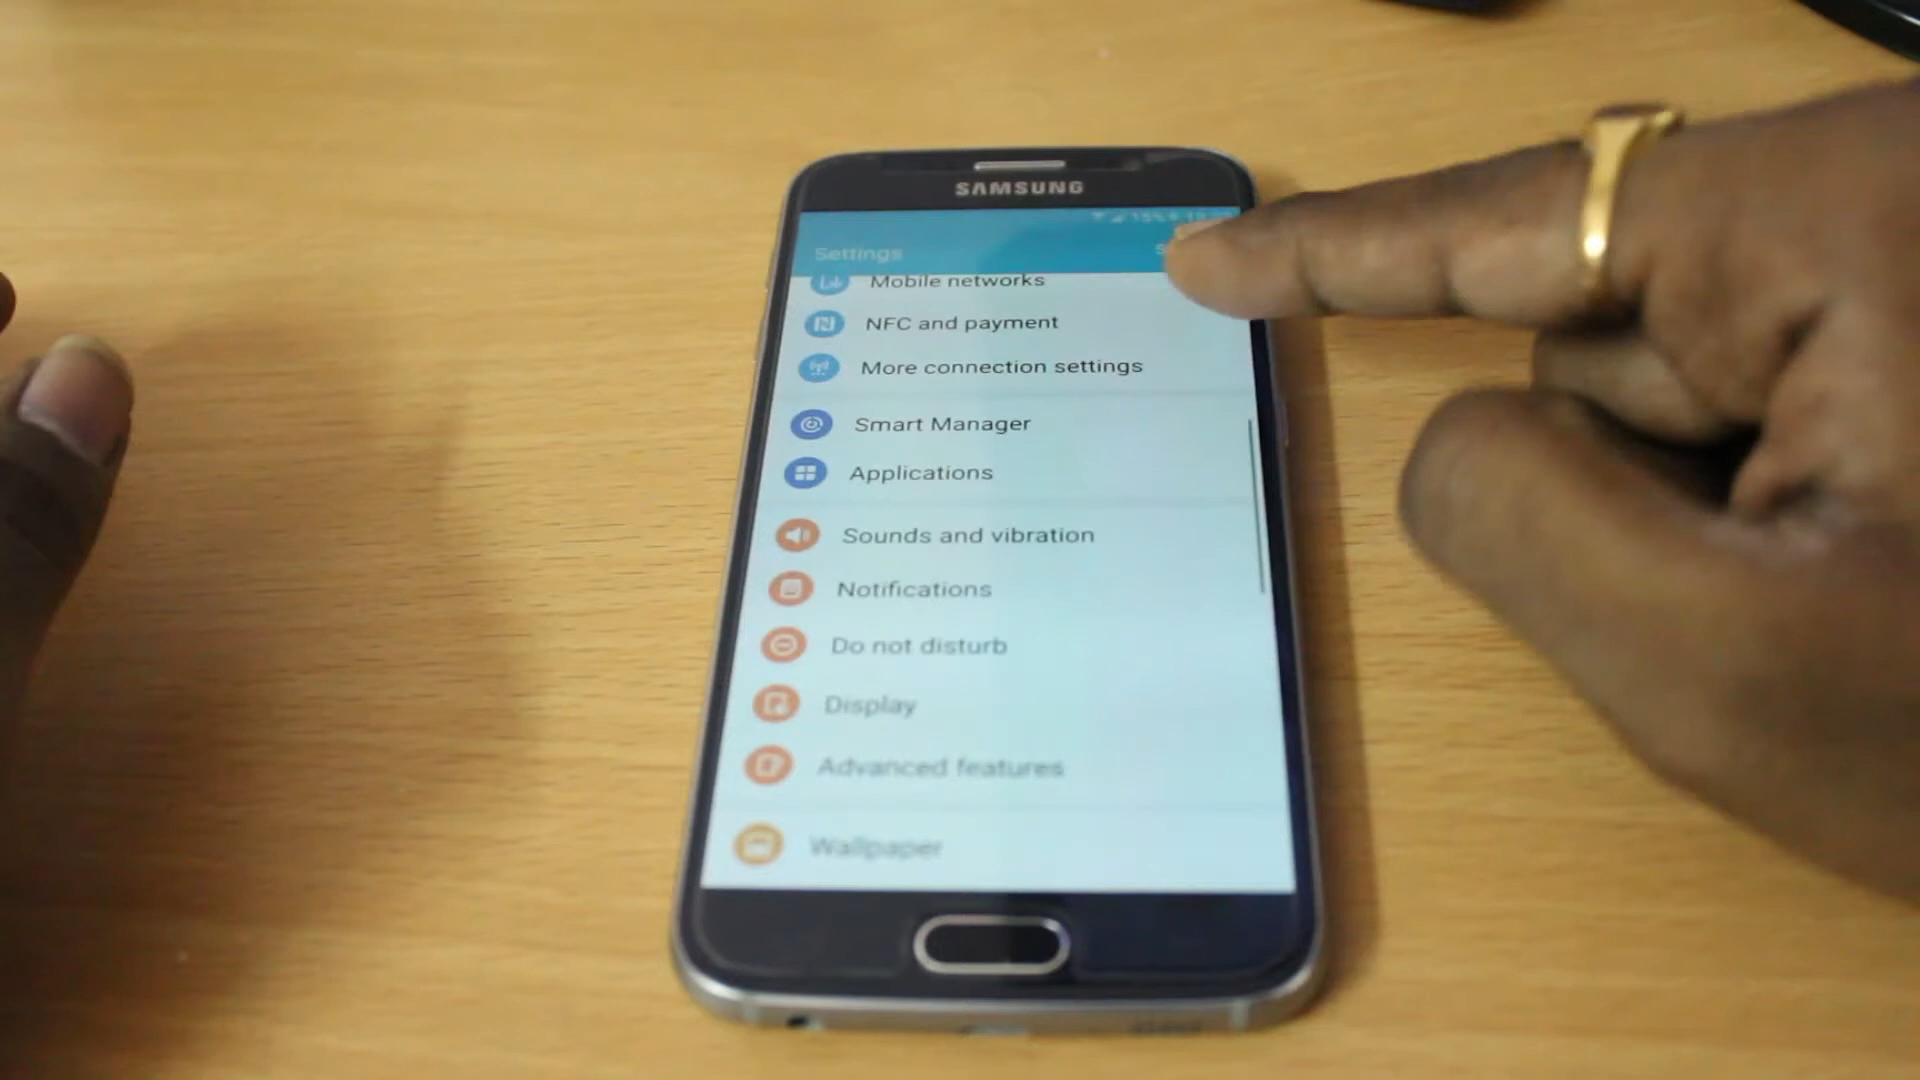 SAMSUNG
15%
Settings
Mobile networks
NFC and payment
More connection settings
Smart Manager
Applications
Sounds and vibration
Notifications
Do not disturb
Display
Advanced features
Wallpaper